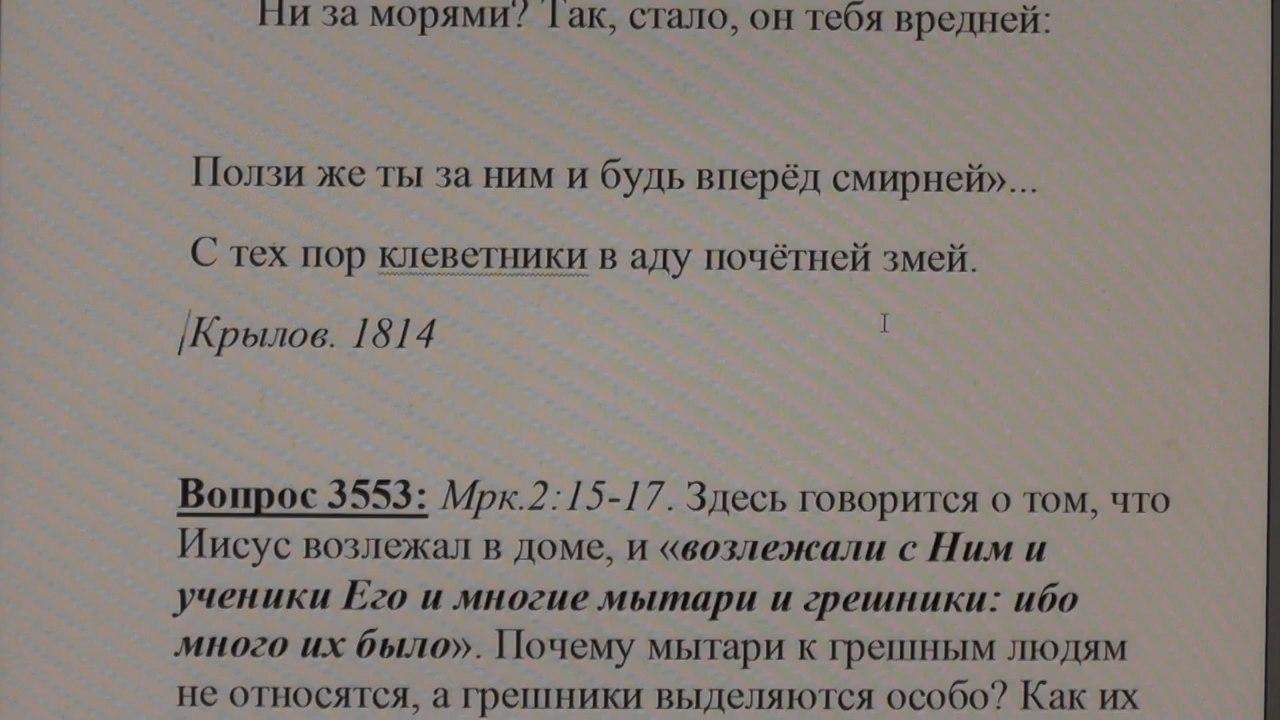 Ни за морями? Так, стало, он тебя вредней:
Ползи же ты за ним и будь вперёд смирней»...
С тех пор клеветники в аду почётней змей.
Крылов. 1814
Вопрос 3553: Мрк.2:15-17. Здесь говорится о том, что
Иисус возлежал в доме, и «возлежали с Ним и
ученики Его и многие мытари и грешники: ибо
много их было». Почему мытари к грешным людям
не относятся, а грешники выделяются особо? Как их